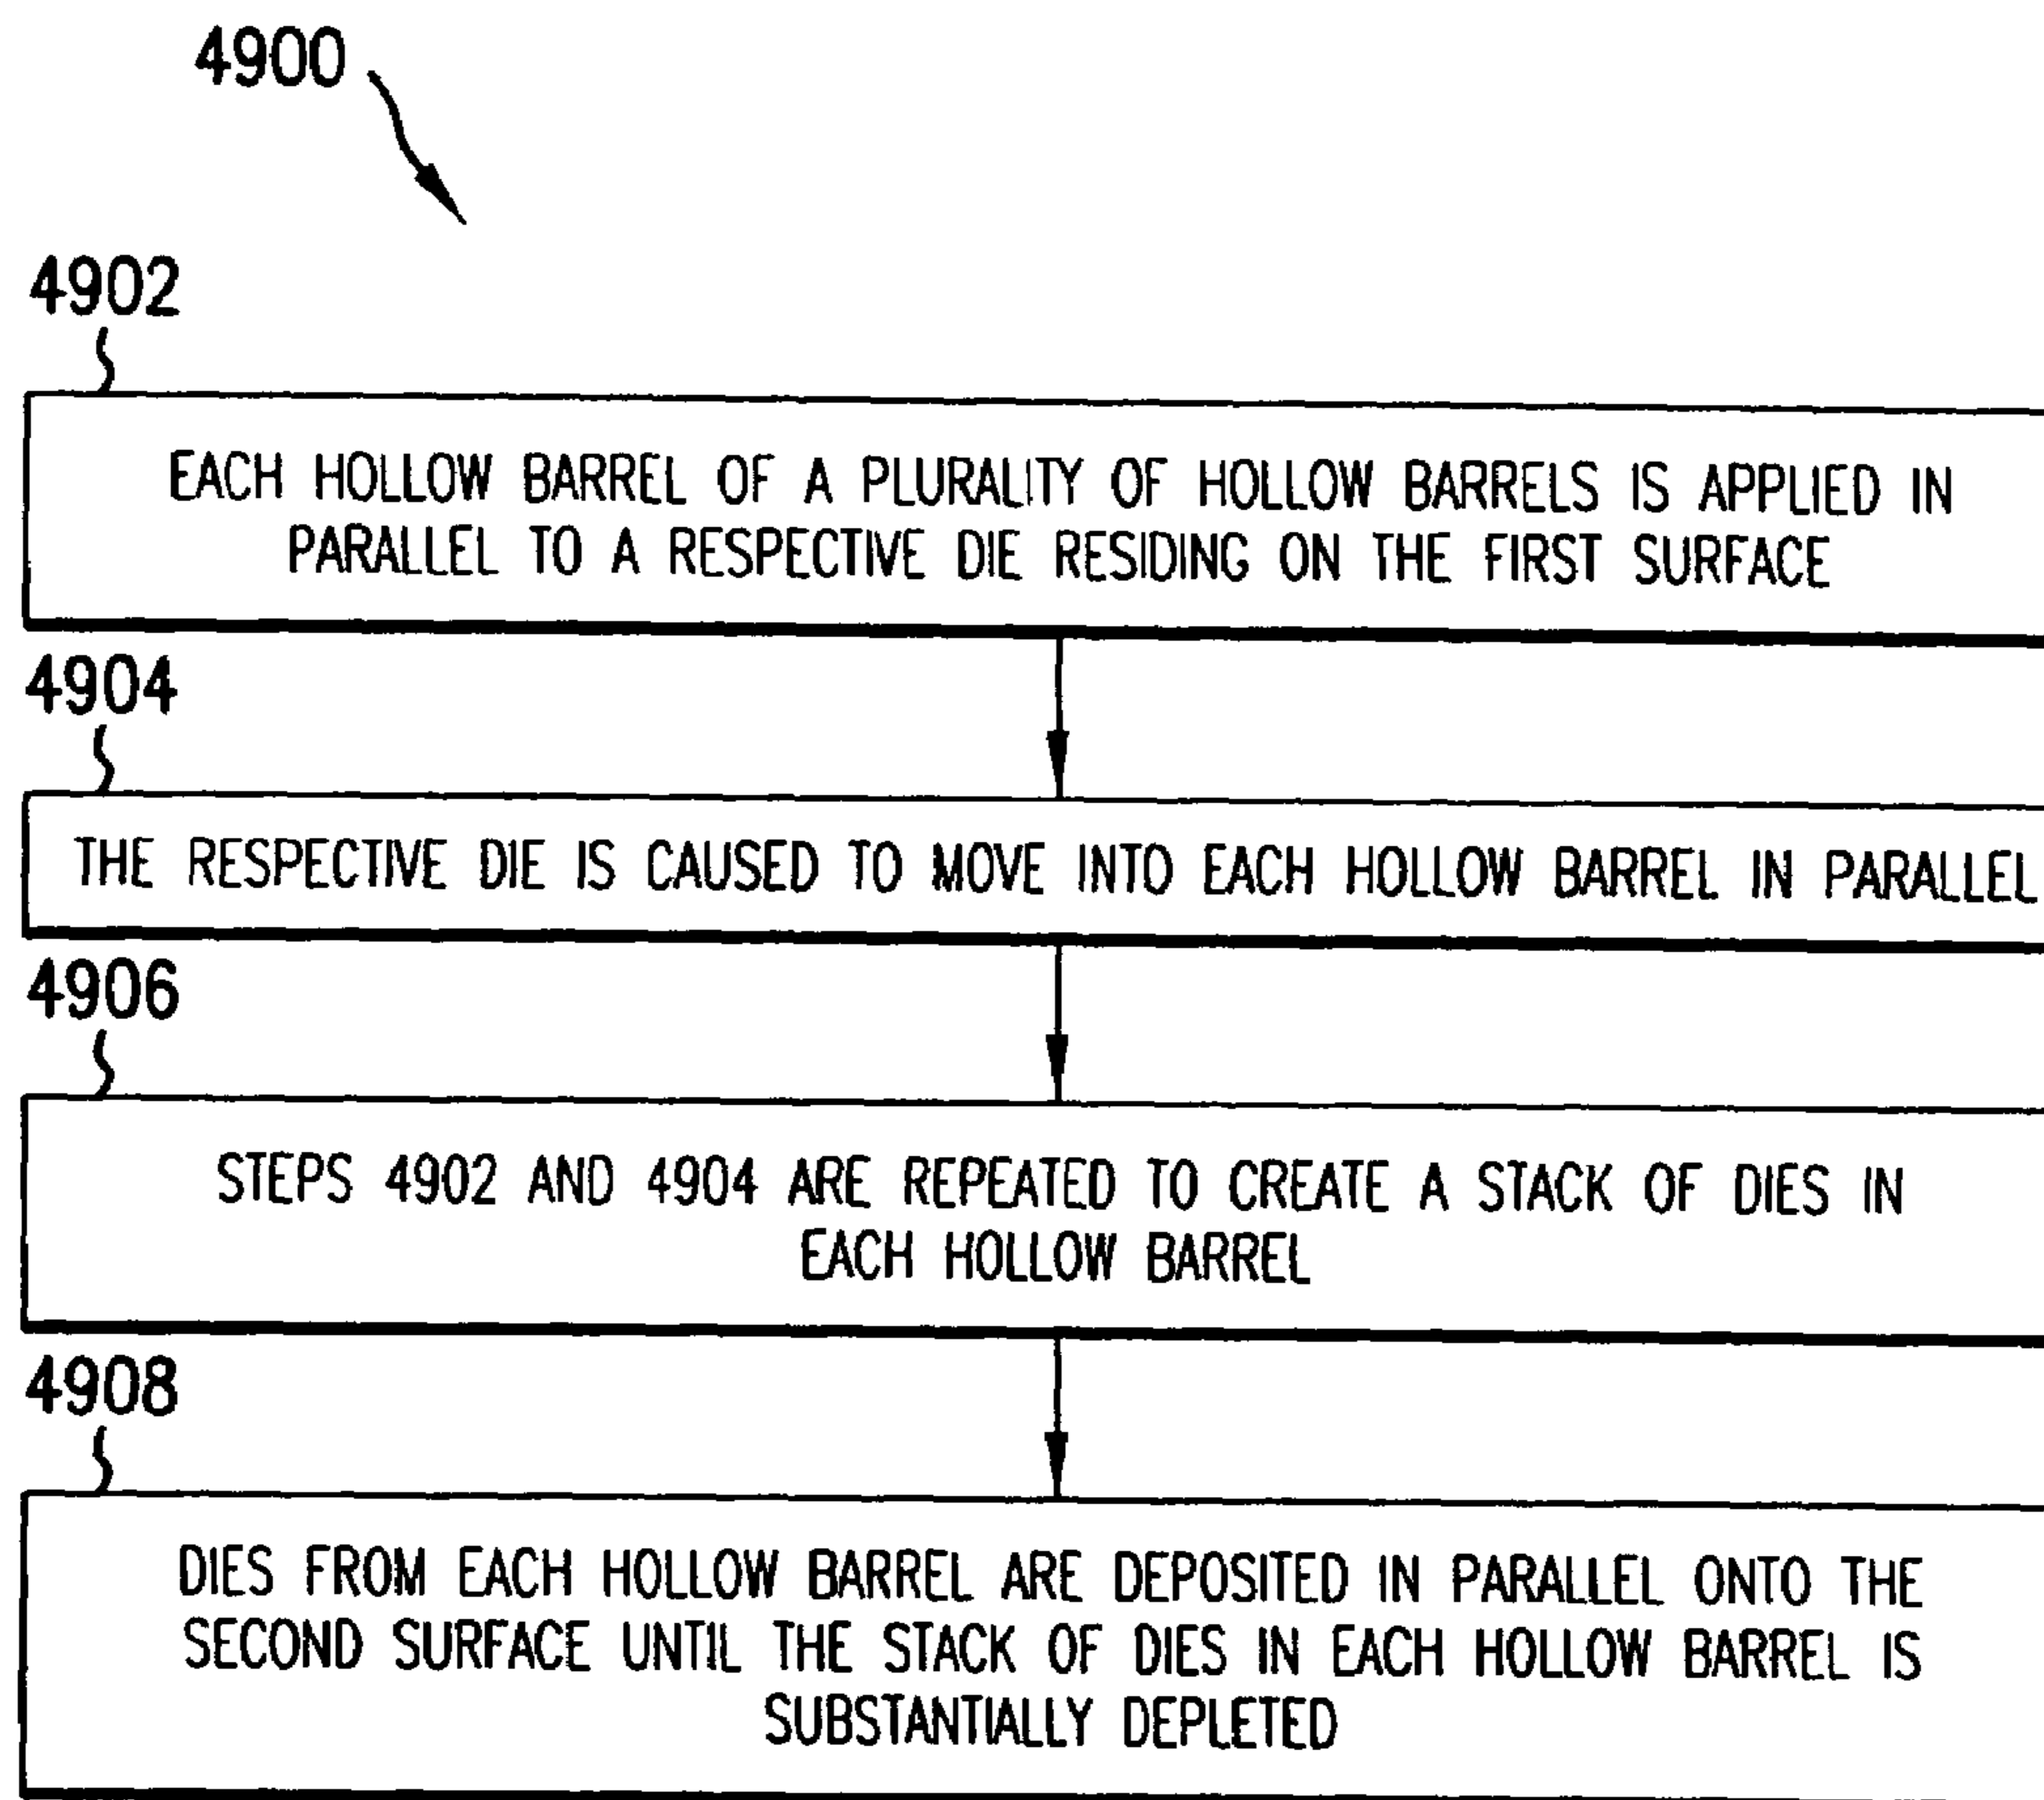 4900
4902
EACH HOLLOW BARREL OF A PLURALITY OF HOLLOW BARRELS IS APPLIED IN
PARALLEL TO A RESPECTIVE DIE RESIDING ON THE FIRST SURFACE
4904
THE RESPECTIVE DIE IS CAUSED TO MOVE INTO EACH HOLLOW BARREL IN PARALLEL
4906
STEPS 4902 AND 4904 ARE REPEATED TO CREATE A STACK OF DIES IN
EACH HOLLOW BARREL
4908
DIES FROM EACH HOLLOW BARREL ARE DEPOSITED IN PARALLEL ONTO THE
SECOND SURFACE UNTIL THE STACK OF DIES IN EACH HOLLOW BARREL IS
SUBSTANTIALLY DEPLETED